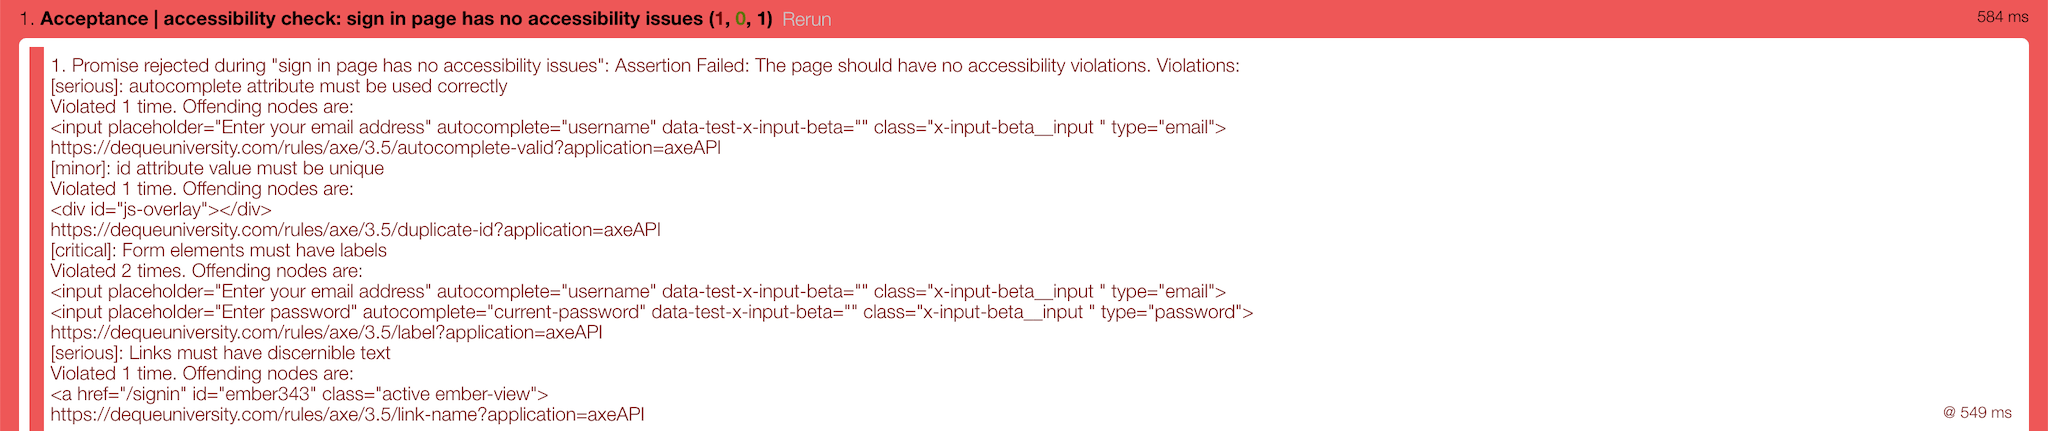 1. Acceptance | accessibility check: sign in page has no accessibility issues (1, 0, 1) Rerun 584 ms
1. Promise rejected during "sign in page has no accessibility issues": Assertion Failed: The page should have no accessibility violations. Violations:
[serious]: autocomplete attribute must be used correctly
Violated 1 time. Offending nodes are:
<input placeholder="Enter your email address" autocomplete="username" data-test-x-input-beta="" class="x-input-beta__input " type="email">
https://dequeuniversity.com/rules/axe/3.5/autocomplete-valid?application=axeAPI
[minor]: id attribute value must be unique
Violated 1 time. Offending nodes are:
<div id="js-overlay"></div>
https://dequeuniversity.com/rules/axe/3.5/duplicate-id?application=axeAPI
[critical]: Form elements must have labels
Violated 2 times. Offending nodes are:
<input placeholder="Enter your email address" autocomplete="username" data-test-x-input-beta="" class="x-input-beta__input " type="email">
<input placeholder="Enter password" autocomplete="current-password" data-test-x-input-beta="" class="x-input-beta__input " type="password">
https://dequeuniversity.com/rules/axe/3.5/label?application=axeAPI
[serious]: Links must have discernible text
Violated 1 time. Offending nodes are:
<a href="/signin" id="ember343" class="active ember-view">
https://dequeuniversity.com/rules/axe/3.5/link-name?application=axeAPI
@ 549 ms